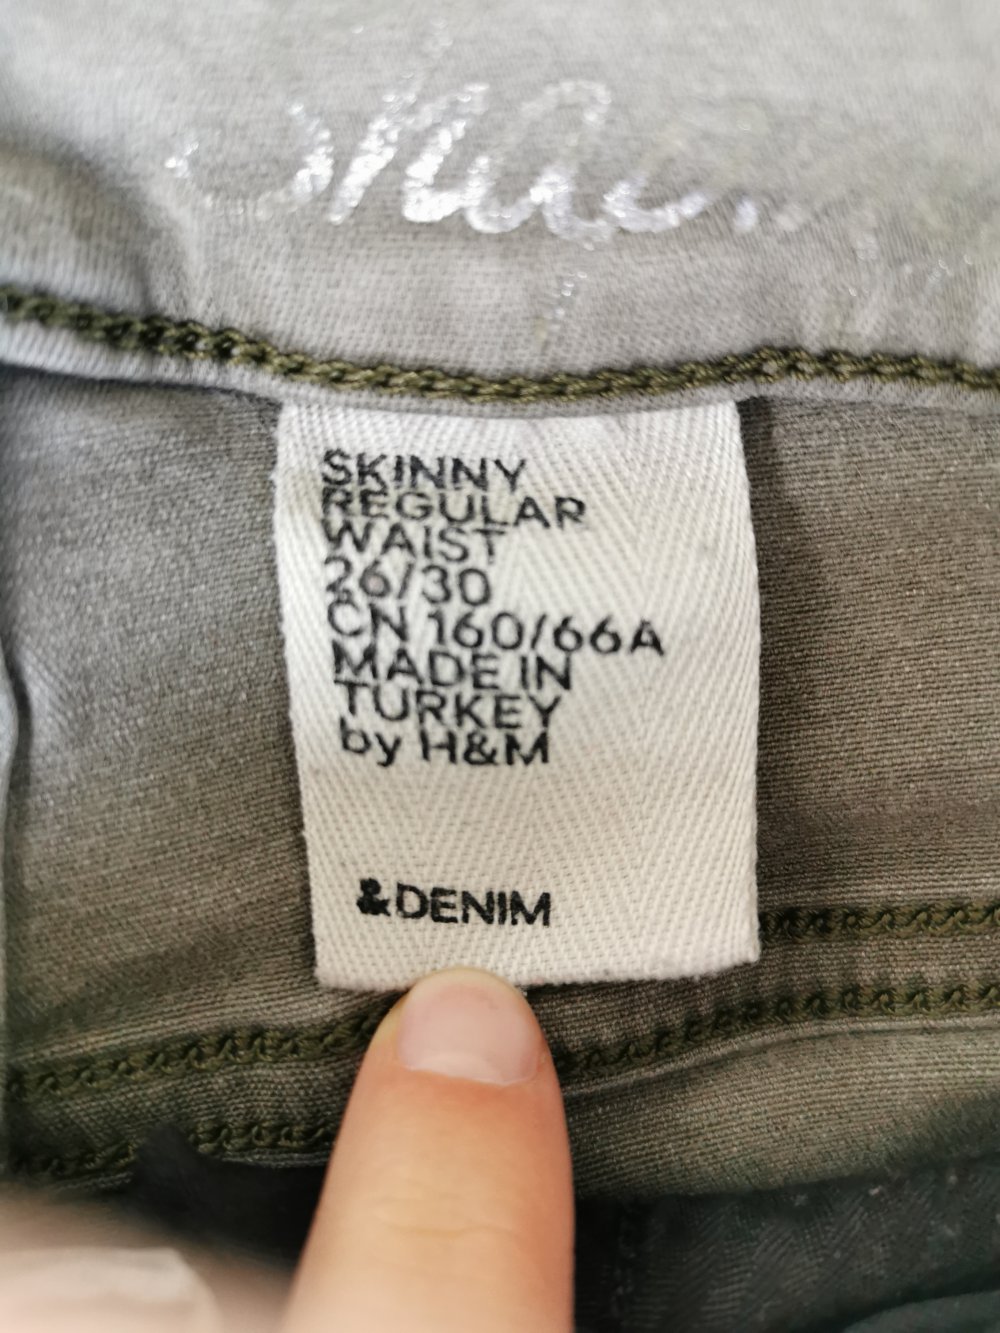 SKINNY
REGULAR
WAIST
26/30
CN 160/66A
MADE IN
TURKEY
by H&M
&DENIM